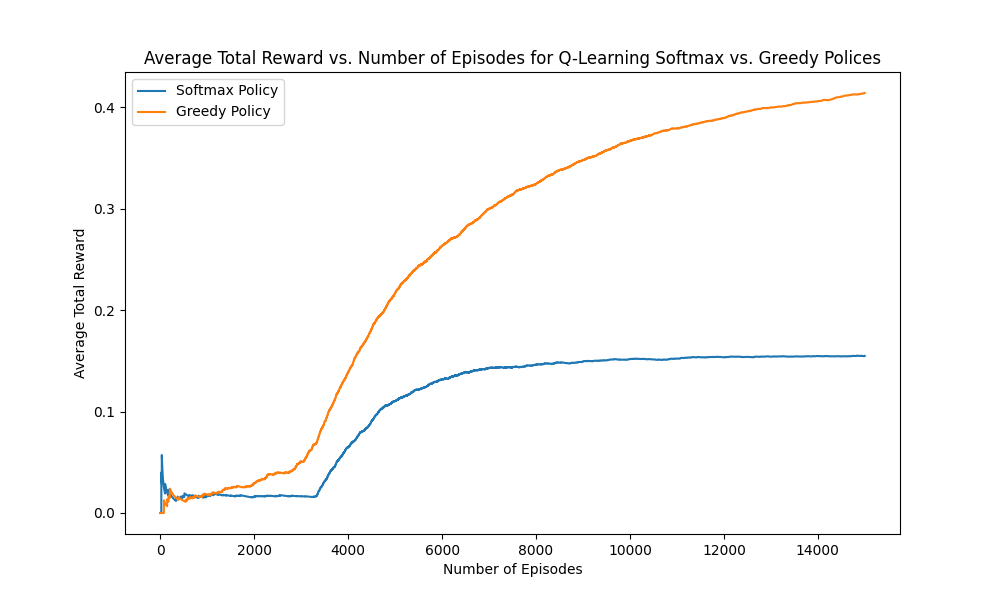 Average Total Reward vs. Number of Episodes for Q-Learning Softmax vs. Greedy Polices
Softmax Policy
Greedy Policy
Average Total Reward
0.4
0.3
0.2
0.1
0.0
0 2000 4000 6000 8000 10000 12000 14000
Number of Episodes